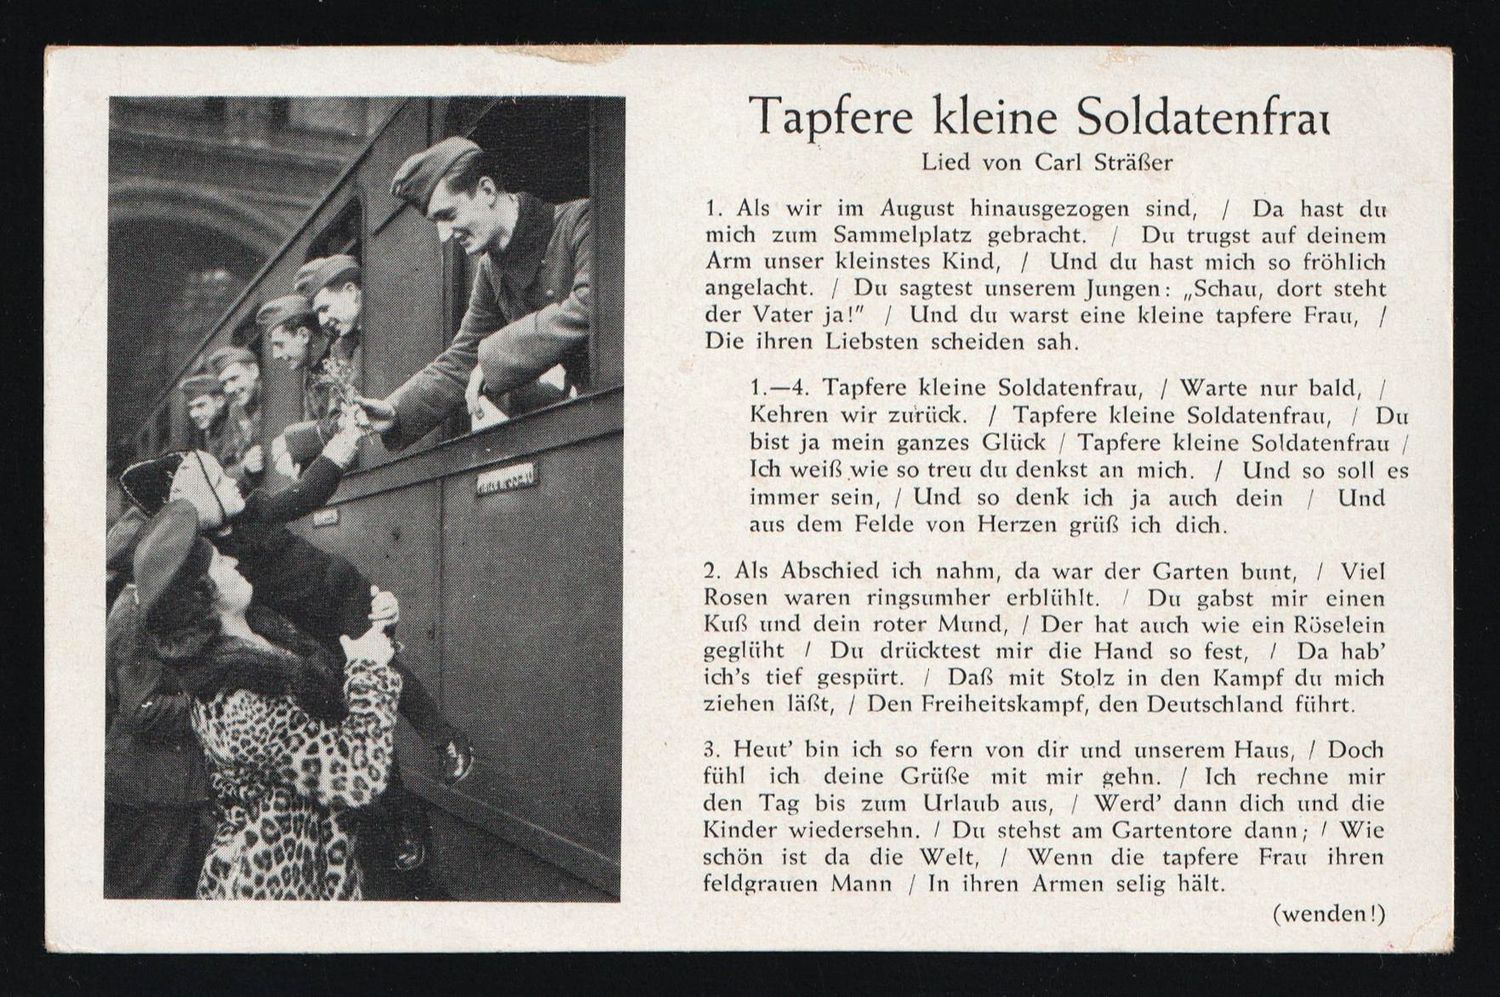 Tapfere kleine Soldatenfrau
Lied von Carl Sträßer
1. Als wir im August hinausgezogen sind, / Da hast du
mich zum Sammelplatz gebracht. / Du trugst auf deinem
Arm unser kleinstes Kind, / Und du hast mich so fröhlich
angelacht. / Du sagtest unserem Jungen: „Schau, dort steht
der Vater ja!" / Und du warst eine kleine tapfere Frau, /
Die ihren Liebsten scheiden sah.
1.—4. Tapfere kleine Soldatenfrau, / Warte nur bald, /
Kehren wir zurück. / Tapfere kleine Soldatenfrau, / Du
bist ja mein ganzes Glück / Tapfere kleine Soldatenfrau /
Ich weiß wie so treu du denkst an mich. / Und so soll es
immer sein, / Und so denk ich ja auch dein / Und
aus dem Felde von Herzen grüß ich dich.
2. Als Abschied ich nahm, da war der Garten bunt, / Viel
Rosen waren ringsumher erblühlt. / Du gabst mir einen
Kuß und dein roter Mund, / Der hat auch wie ein Röselein
geglüht / Du drücktest mir die Hand so fest, / Da hab'
ich's tief gespürt. / Daß mit Stolz in den Kampf du mich
ziehen läßt, / Den Freiheitskampf, den Deutschland führt.
3. Heut' bin ich so fern von dir und unserem Haus, / Doch
fühl ich deine Grüße mit mir gehn. / Ich rechne mir
den Tag bis zum Urlaub aus, / Werd' dann dich und die
Kinder wiedersehn. / Du stehst am Gartentore dann; / Wie
schön ist da die Welt, / Wenn die tapfere Frau ihren
feldgrauen Mann / In ihren Armen selig hält.
(wenden!)